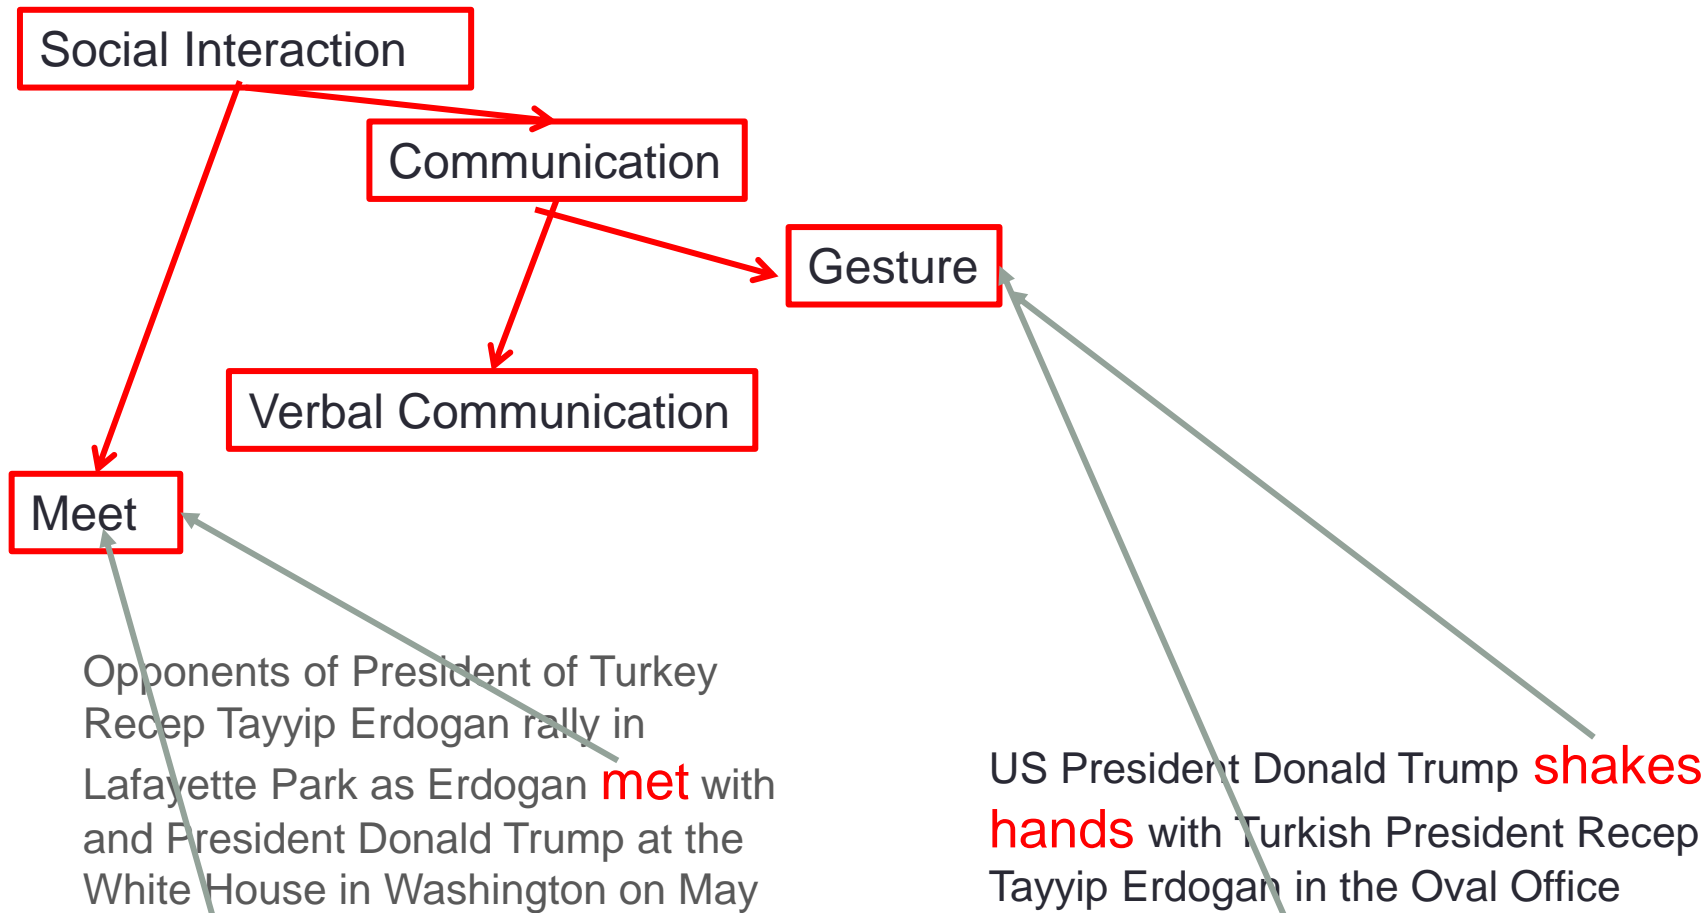 Social Interaction
Communication
Gesture
Verbal Communication
Meet
Opponents of President of Turkey
Recep Tayyip Erdogan rally in
Lafayette Park as Erdogan met with
and President Donald Trump at the
White House in Washington on May
US President Donald Trump shakes
hands with Turkish President Recep
Tayyip Erdogan in the Oval Office